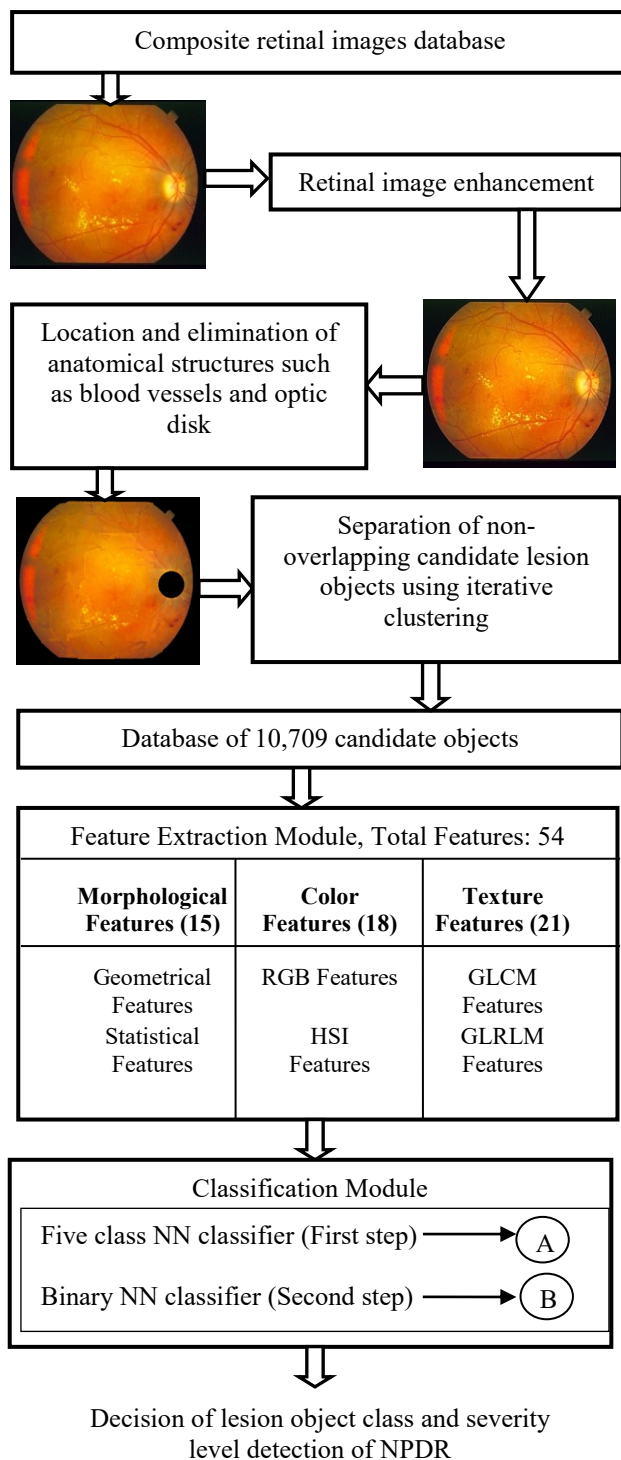 Composite retinal images database
Retinal image enhancement
Location and elimination of
anatomical structures such
as blood vessels and optic
disk
Separation of non-
overlapping candidate lesion
objects using iterative
clustering
Database of 10,709 candidate objects
Feature Extraction Module, Total Features: 54
Morphological
Features (15)
Color
Features (18)
Texture
Features (21)
Geometrical
Features
Statistical
Features
RGB Features
HSI
Features
GLCM
Features
GLRLM
Features
Classification Module
Five class NN classifier (First step)
A
Binary NN classifier (Second step)
B
Decision of lesion object class and severity
level detection of NPDR